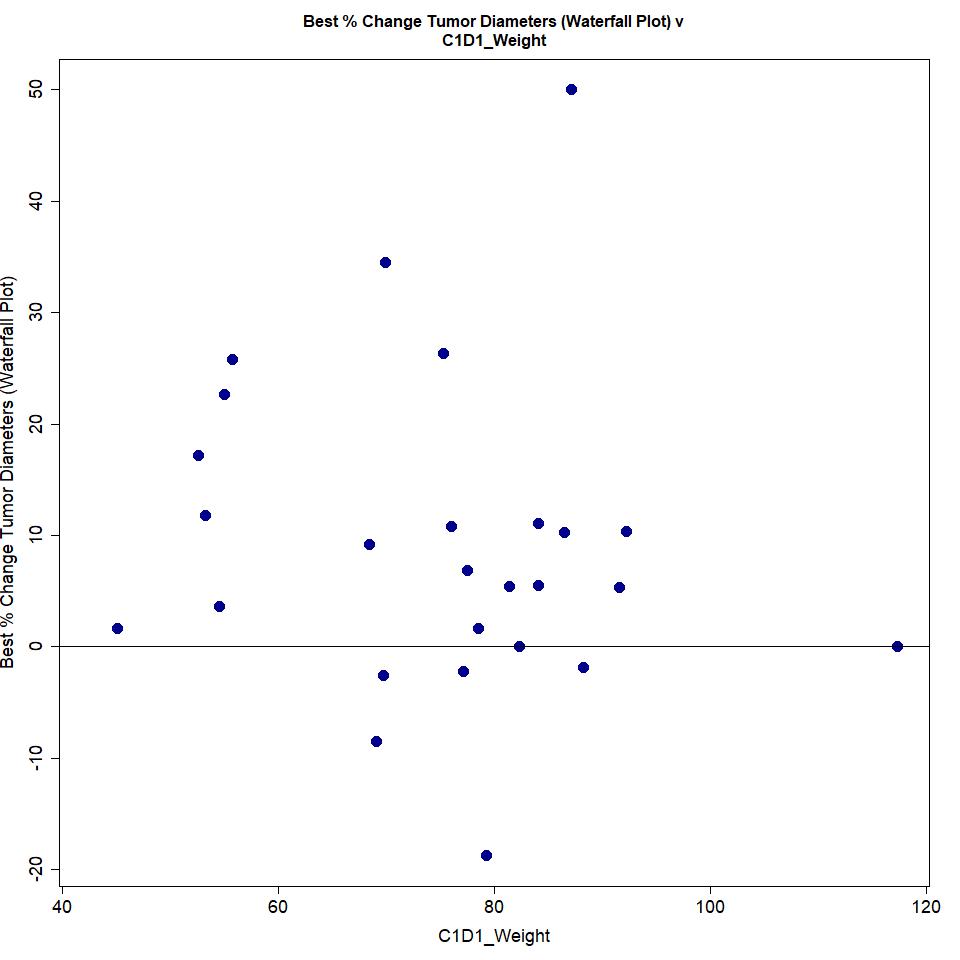 Best % Change Tumor Diameters (Waterfall Plot) v
C1D1_Weight
50
40
30
20
10
0
-10
-20
Best % Change Tumor Diameters (Waterfall Plot)
40 60 80 100 120
C1D1_Weight